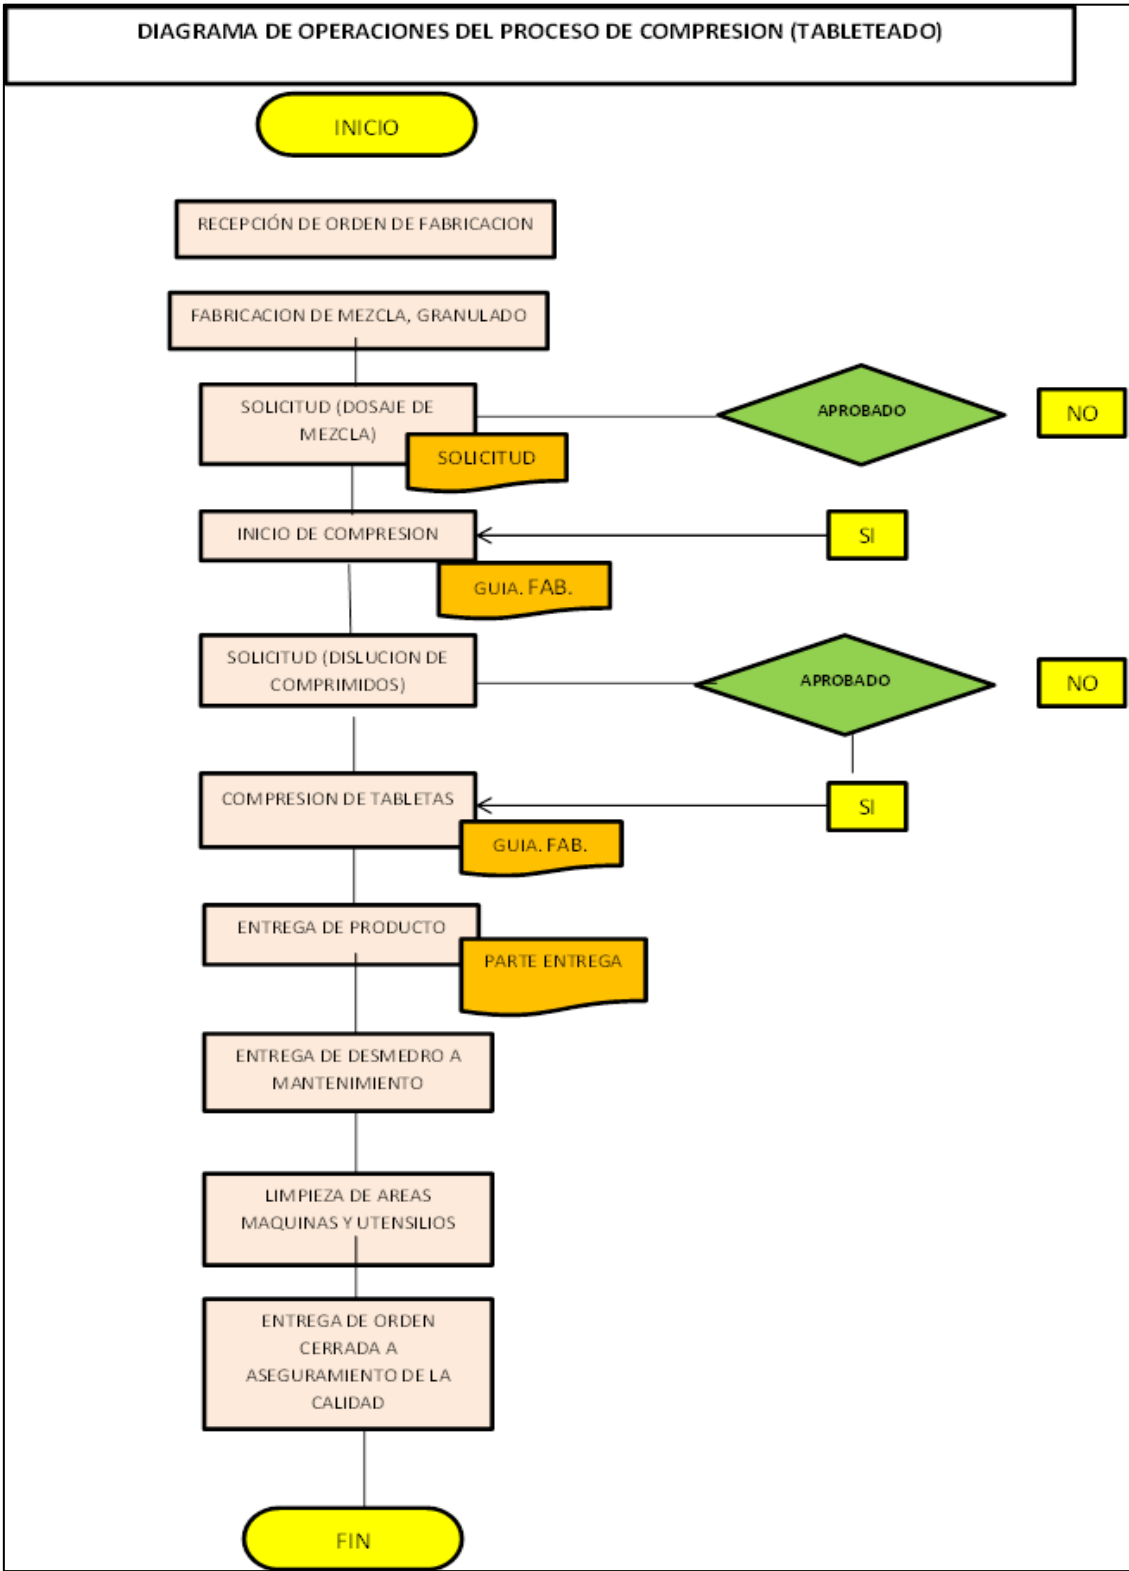 DIAGRAMA DE OPERACIONES DEL PROCESO DE COMPRESION (TABLETEADO)
INICIO
RECEPCIÓN DE ORDEN DE FABRICACION
FABRICACION DE MEZCLA, GRANULADO
SOLICITUD (DOSAJE DE
MEZCLA)
SOLICITUD
APROBADO
NO
INICIO DE COMPRESION
GUIA. FAB.
SI
SOLICITUD (DISLUCION DE
COMPRIMIDOS)
APROBADO
NO
COMPRESION DE TABLETAS
GUIA. FAB.
SI
ENTREGA DE PRODUCTO
PARTE ENTREGA
ENTREGA DE DESMEDRO A
MANTENIMIENTO
LIMPIEZA DE AREAS
MAQUINAS Y UTENSILIOS
ENTREGA DE ORDEN
CERRADA A
ASEGURAMIENTO DE LA
CALIDAD
FIN